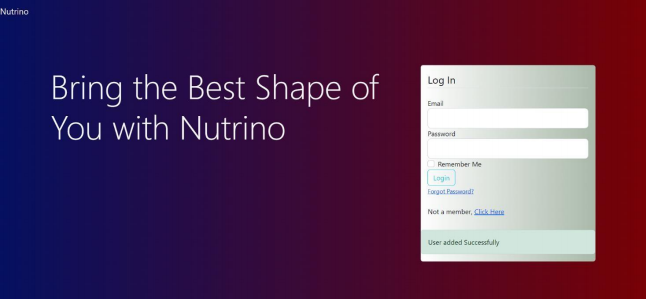 Nutrino
Bring the Best Shape of
You with Nutrino
Log In
Email
Password
Remember Me
Login
Forgot Password?
Not a member, Click Here
User added Successfully